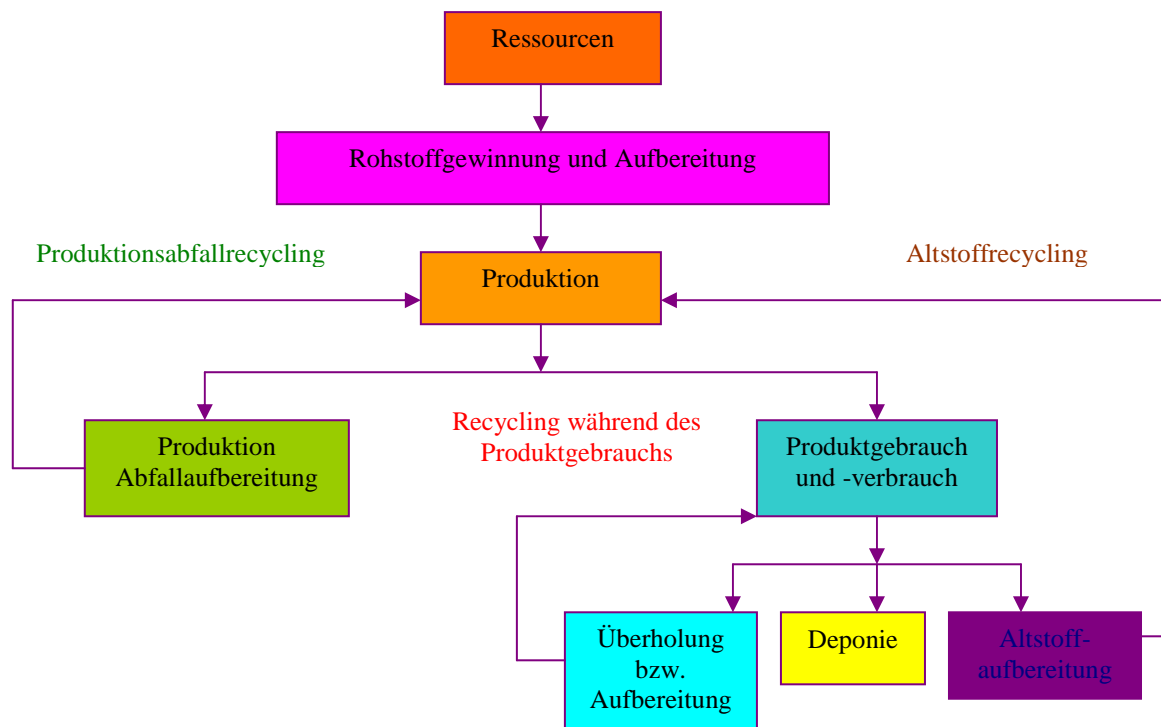 Ressourcen
Rohstoffgewinnung und Aufbereitung
Produktionsabfallrecycling
Altstoffrecycling
Produktion
Recycling während des
Produktgebrauchs
Produktion
Abfallaufbereitung
Produktgebrauch
und -verbrauch
Überholung
bzw.
Aufbereitung
Deponie
Altstoff-
aufbereitung